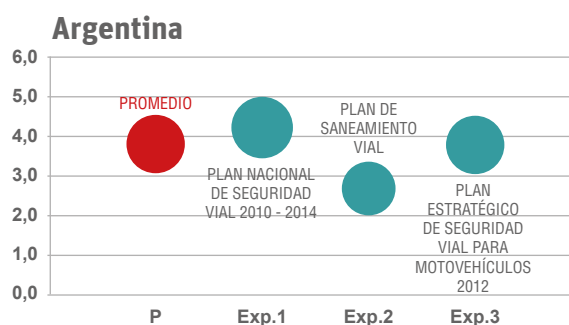 Argentina
6,0
5,0
4,0
3,0
2,0
1,0
0,0
PROMEDIO
PLAN NACIONAL
DE SEGURIDAD
VIAL 2010 - 2014
PLAN DE
SANEAMIENTO
VIAL
PLAN
ESTRATÉGICO
DE SEGURIDAD
VIAL PARA
MOTOVEHÍCULOS
2012
P
Exp.1
Exp.2
Exp.3